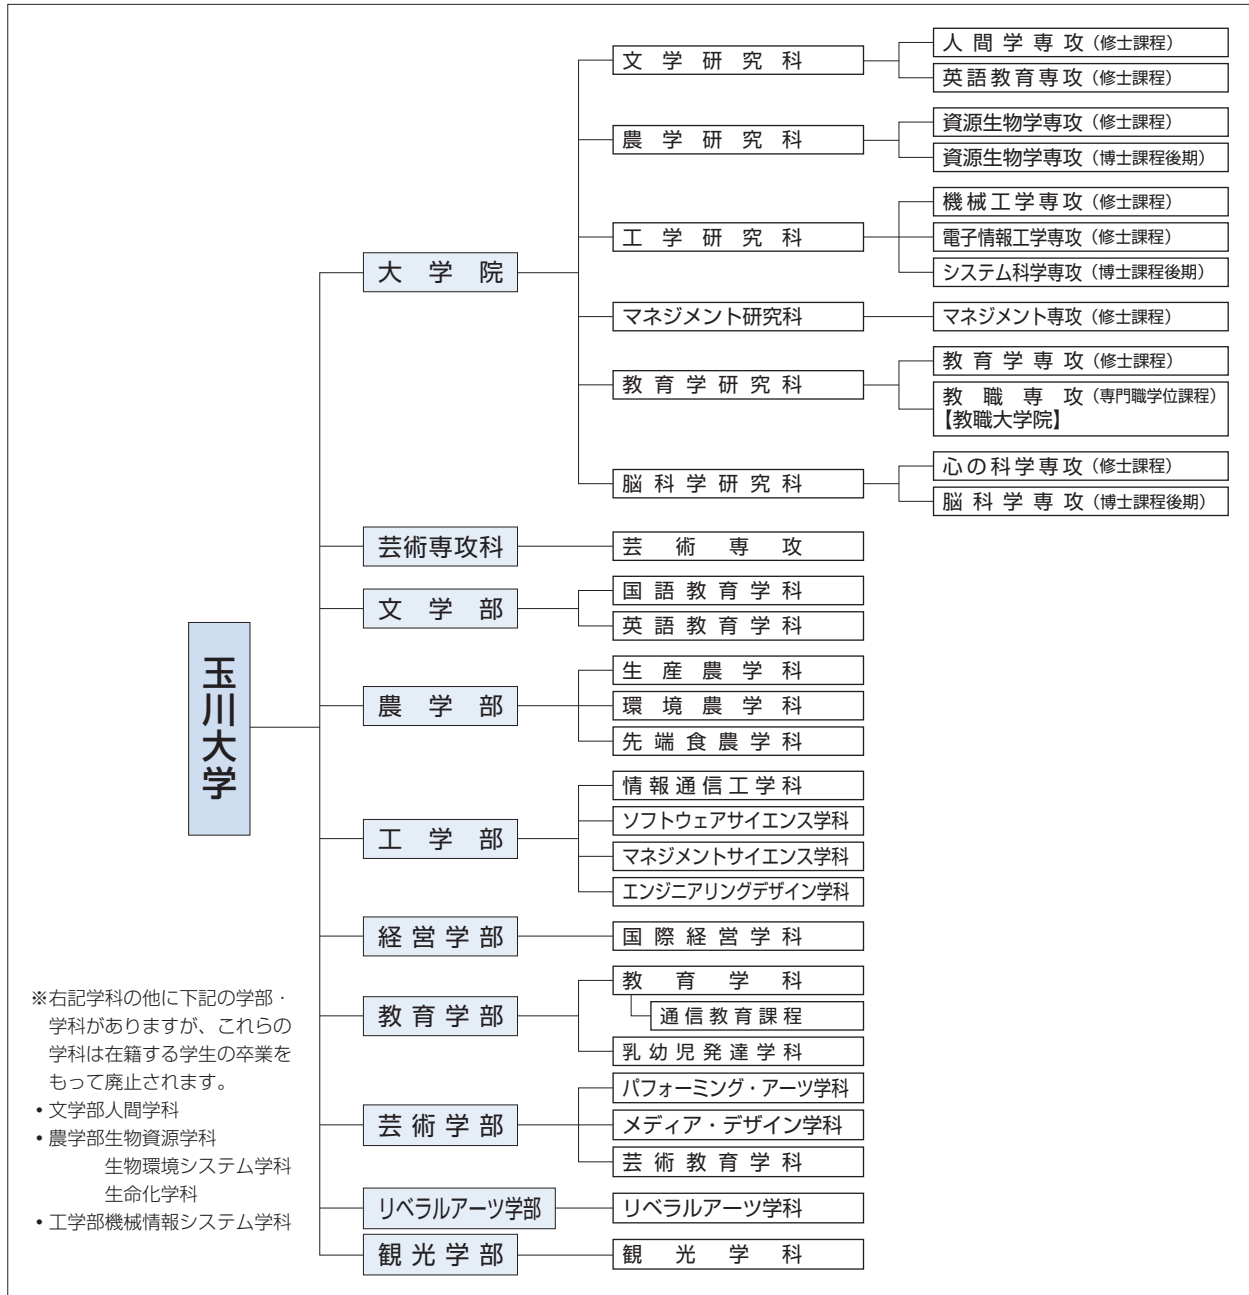 玉川大学
大学院
文学研究科
人間学専攻（修士課程）
英語教育専攻（修士課程）
農学研究科
資源生物学専攻（修士課程）
資源生物学専攻（博士課程後期）
工学研究科
機械工学専攻（修士課程）
電子情報工学専攻（修士課程）
システム科学専攻（博士課程後期）
マネジメント研究科
マネジメント専攻（修士課程）
教育学研究科
教育学専攻（修士課程）
教職専攻（専門職学位課程）
【教職大学院】
脳科学研究科
心の科学専攻（修士課程）
脳科学専攻（博士課程後期）
芸術専攻科
芸術専攻
文学部
国語教育学科
英語教育学科
農学部
生産農学科
環境農学科
先端食農学科
工学部
情報通信工学科
ソフトウェアサイエンス学科
マネジメントサイエンス学科
エンジニアリングデザイン学科
経営学部
国際経営学科
教育学部
教育学科
通信教育課程
乳幼児発達学科
芸術学部
パフォーミング・アーツ学科
メディア・デザイン学科
芸術教育学科
リベラルアーツ学部
リベラルアーツ学科
観光学部
観光学科
※右記学科の他に下記の学部・
学科がありますが、これらの
学科は在籍する学生の卒業を
もって廃止されます。
•文学部人間学科
•農学部生物資源学科
生物環境システム学科
生命化学科
•工学部機械情報システム学科